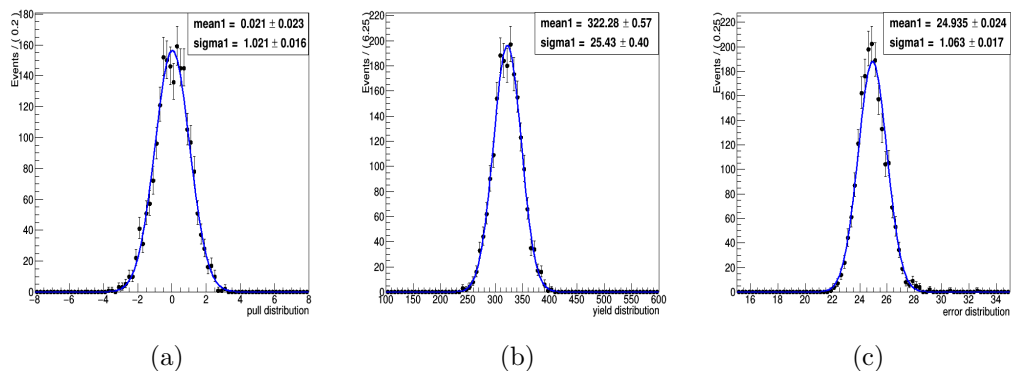 mean1 = 0.021 ± 0.023
sigma1 = 1.021 ± 0.016
Events / ( 0.2 )
180
160
140
120
100
80
60
40
20
0
−8 −6 −4 −2 0 2 4 6 8
pull distribution
(a)
mean1 = 322.28 ± 0.57
sigma1 = 25.43 ± 0.40
Events / ( 6.25 )
220
200
180
160
140
120
100
80
60
40
20
0
100 150 200 250 300 350 400 450 500 550 600
yield distribution
(b)
mean1 = 24.935 ± 0.024
sigma1 = 1.063 ± 0.017
Events / ( 0.25 )
220
200
180
160
140
120
100
80
60
40
20
0
16 18 20 22 24 26 28 30 32 34
error distribution
(c)